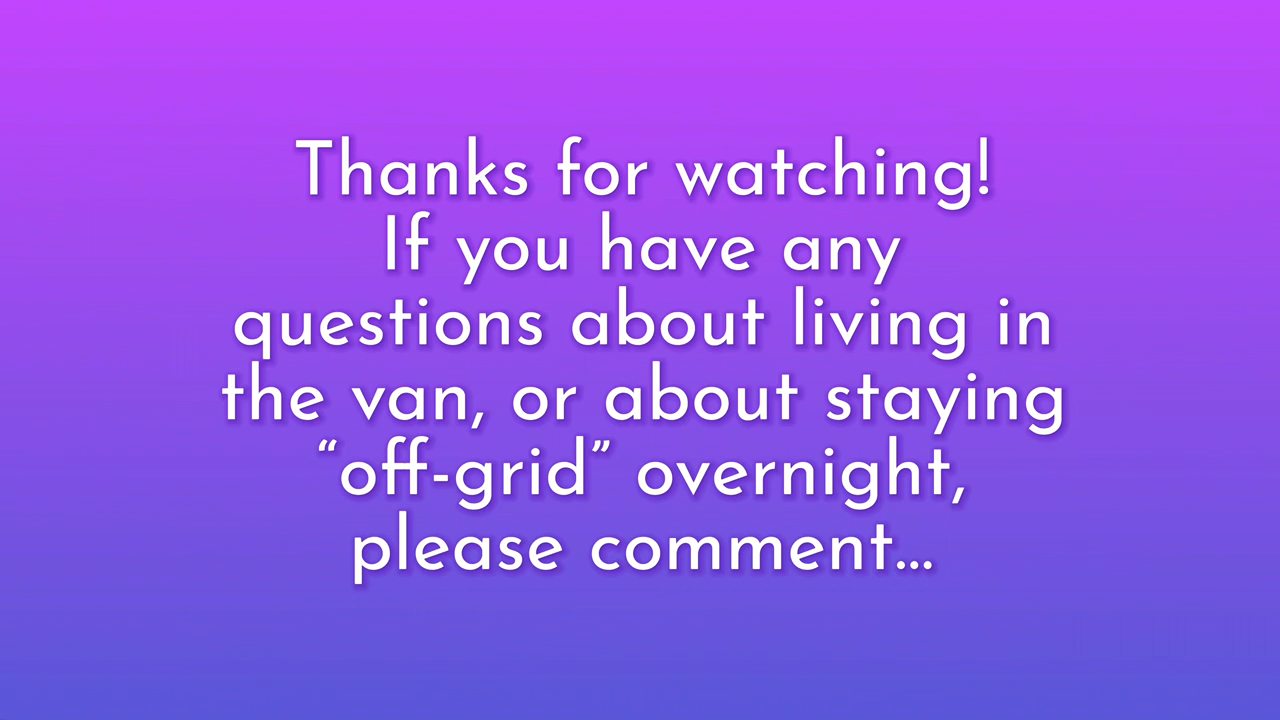 Thanks for watching!
If you have any
questions about living in
the van, or about staying
“off-grid” overnight,
please comment...